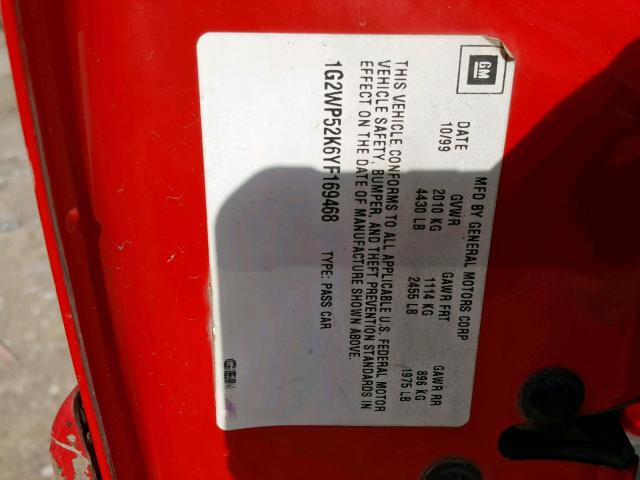 GM
MFD BY GENERAL MOTORS CORP
DATE GVWR GAWR FRT GAWR RR
10/99 2010 KG 1114 KG 896 KG
4430 LB 2455 LB 1975 LB
THIS VEHICLE CONFORMS TO ALL APPLICABLE U.S. FEDERAL MOTOR
VEHICLE SAFETY, BUMPER, AND THEFT PREVENTION STANDARDS IN
EFFECT ON THE DATE OF MANUFACTURE SHOWN ABOVE.
1G2WP52K6YF169468 TYPE: PASS CAR